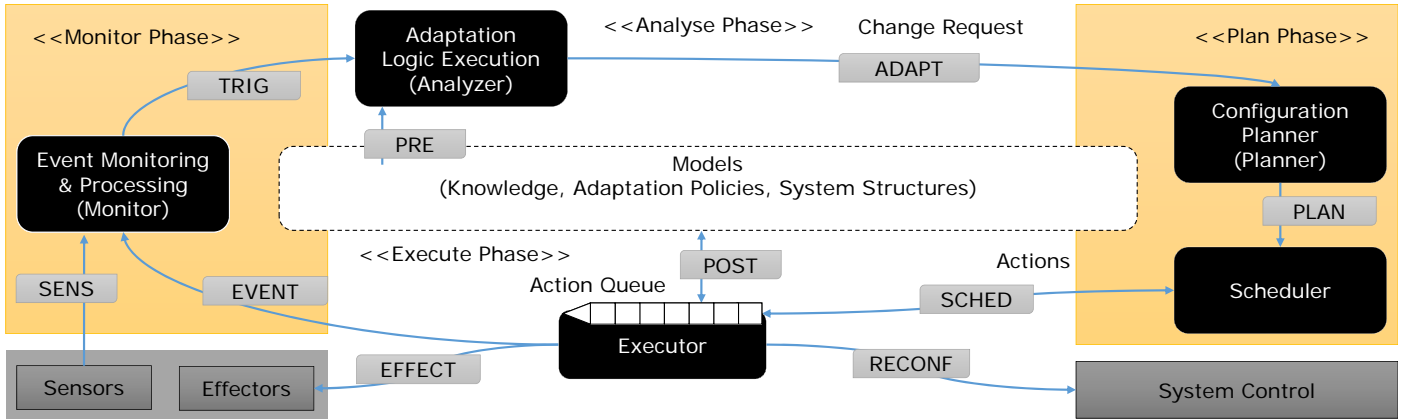 <<Monitor Phase>>
TRIG
Event Monitoring
& Processing
(Monitor)
SENS
EVENT
Sensors
Effectors
Adaptation
Logic Execution
(Analyzer)
<<Analyse Phase>>
Change Request
ADAPT
PRE
Models
(Knowledge, Adaptation Policies, System Structures)
<<Execute Phase>>
POST
Action Queue
Executor
EFFECT
Actions
SCHED
RECONF
<<Plan Phase>>
Configuration
Planner
(Planner)
PLAN
Scheduler
System Control